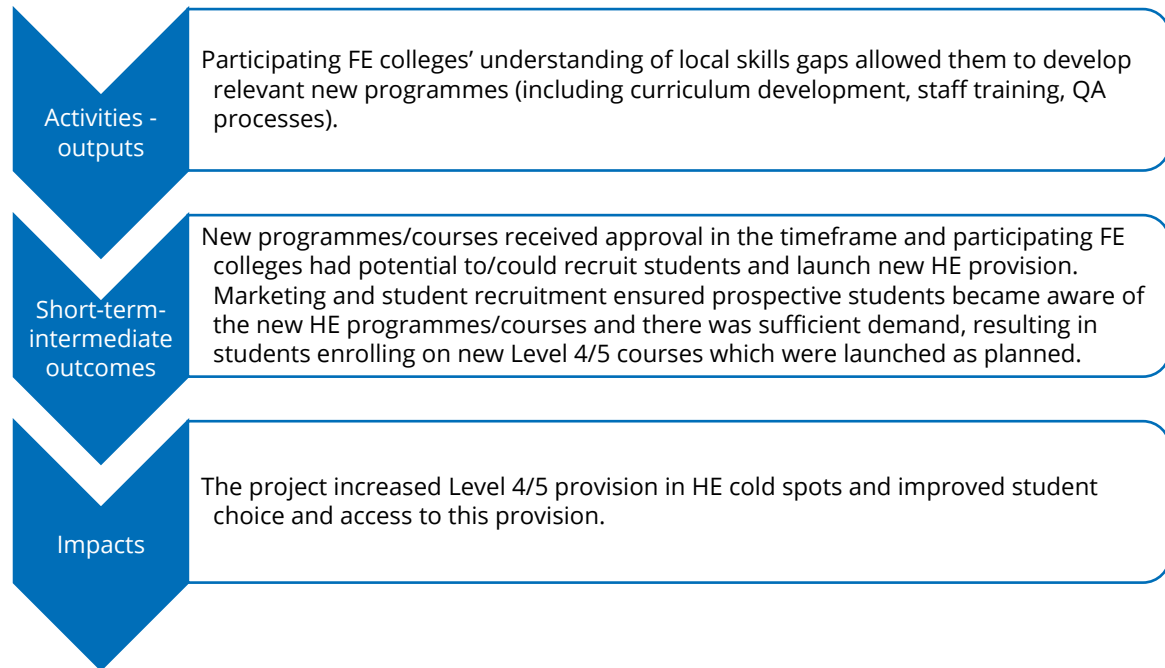 Activities -
outputs
Participating FE colleges’ understanding of local skills gaps allowed them to develop
relevant new programmes (including curriculum development, staff training, QA
processes).
Short-term-
intermediate
outcomes
New programmes/courses received approval in the timeframe and participating FE
colleges had potential to/could recruit students and launch new HE provision.
Marketing and student recruitment ensured prospective students became aware of
the new HE programmes/courses and there was sufficient demand, resulting in
students enrolling on new Level 4/5 courses which were launched as planned.
Impacts
The project increased Level 4/5 provision in HE cold spots and improved student
choice and access to this provision.